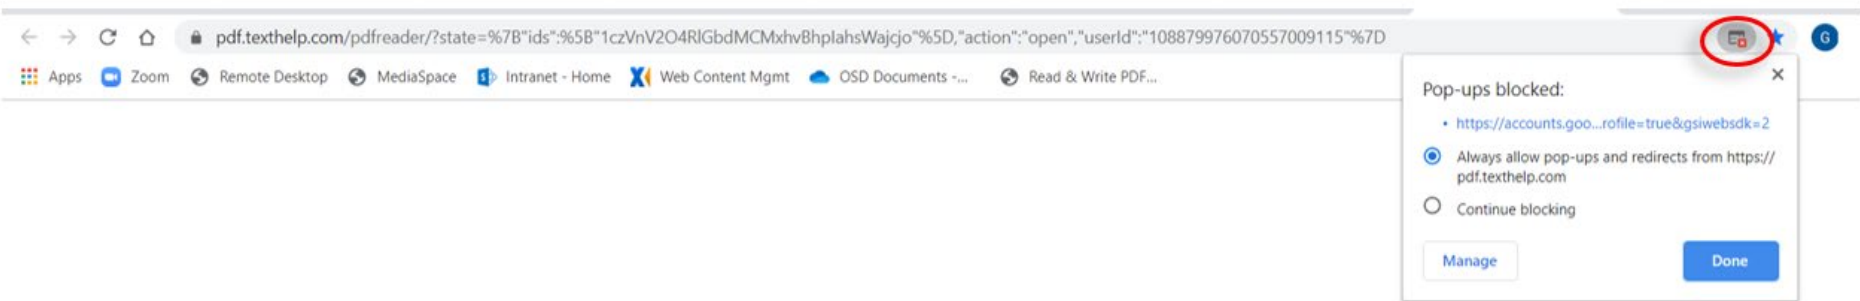 pdf.texthelp.com/pdfreader/?state=%7B"ids":%5B"1czVnV2O4RlGbdMCMxhvBhpIahsWajcjo"%5D,"action":"open","userId":"108879976070557009115"%7D
G
Apps Zoom Remote Desktop MediaSpace Intranet - Home Web Content Mgmt OSD Documents -... Read & Write PDF...
Pop-ups blocked:
• https://accounts.goo...rofile=true&gsiwebsdk=2
Always allow pop-ups and redirects from https://
pdf.texthelp.com
Continue blocking
Manage Done